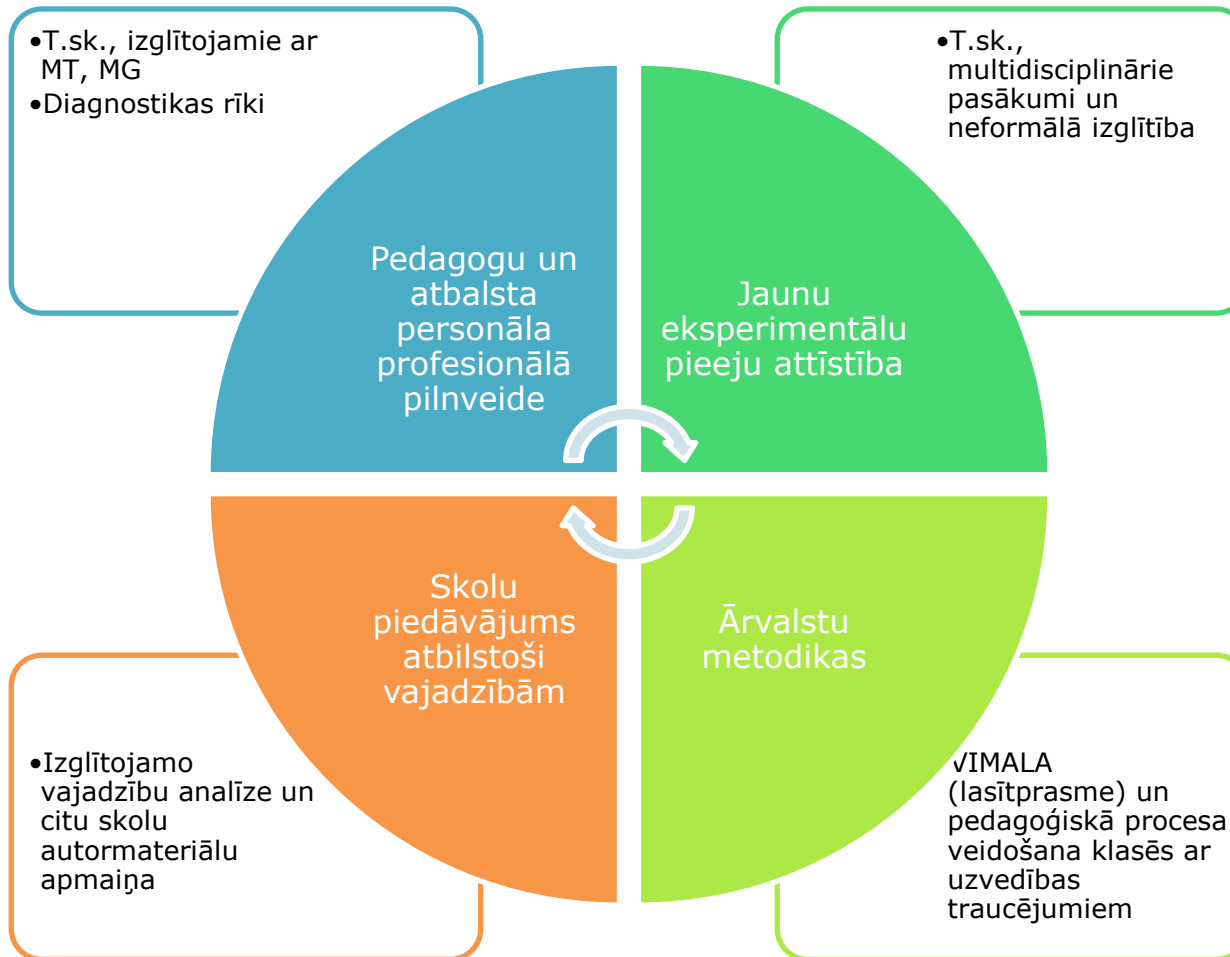 •T.sk., izglītojamie ar
MT, MG
•Diagnostikas rīki
•T.sk.,
multidisciplinārie
pasākumi un
neformālā izglītība
Pedagogu un
atbalsta
personāla
profesionālā
pilnveide
Jaunu
eksperimentālu
pieeju attīstība
Skolu
piedāvājums
atbilstoši
vajadzībām
Ārvalstu
metodikas
•Izglītojamo
vajadzību analīze un
citu skolu
autormateriālu
apmaiņa
VIMALA
(lasītprasme) un
pedagoģiskā procesa
veidošana klasēs ar
uzvedības
traucējumiem